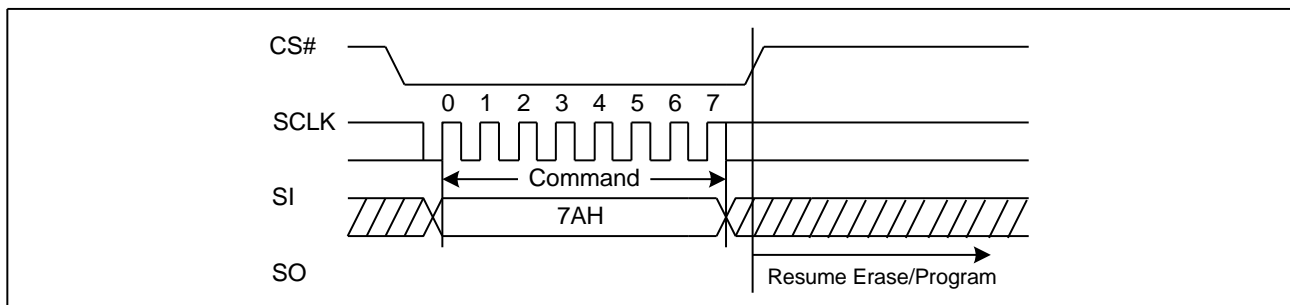 CS#
0 1 2 3 4 5 6 7
SCLK
Command
SI
7AH
SO
Resume Erase/Program